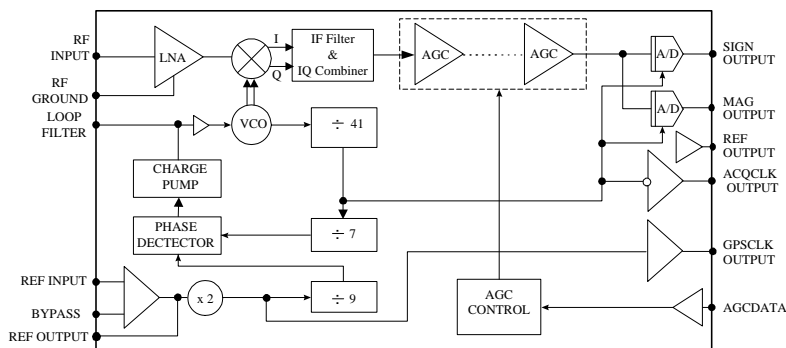 RF
INPUT
RF
GROUND
LOOP
FILTER
REF INPUT
BYPASS
REF OUTPUT
LNA
I
Q
IF Filter
&
IQ Combiner
AGC
AGC
A/D
A/D
VCO
÷ 41
CHARGE
PUMP
PHASE
DECTECTOR
÷ 7
÷ 9
x 2
AGC
CONTROL
SIGN
OUTPUT
MAG
OUTPUT
REF
OUTPUT
ACQCLK
OUTPUT
GPSCLK
OUTPUT
AGCDATA